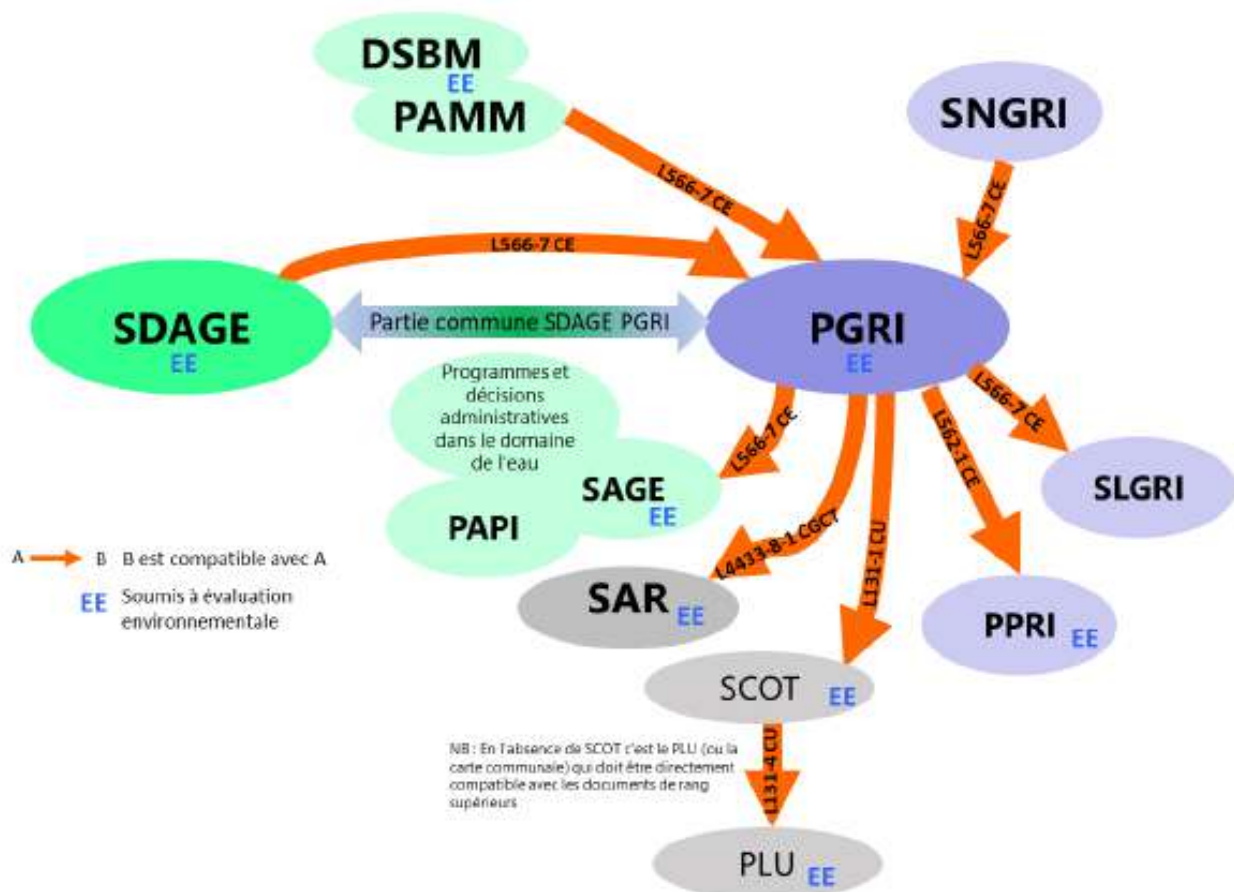 DSBM
EE
PAMM
SNGRI
L566-7 CE
L566-7 CE
L566-7 CE
SDAGE
EE
Partie commune SDAGE PGRI
PGRI
EE
Programmes et
décisions
administratives
dans le domaine
de l'eau
L566-7 CE
L566-7 CE
L562-1 CE
SAGE
EE
PAPI
SLGRI
L4433-8-1 CGCT
L131-1 CU
A B B est compatible avec A
EE Soumis à évaluation
environnementale
SAR EE
PPRI EE
SCOT EE
NB : En l'absence de SCOT c'est le PLU (ou la
carte communale) qui doit être directement
compatible avec les documents de rang
supérieurs
L131-4 CU
PLU EE